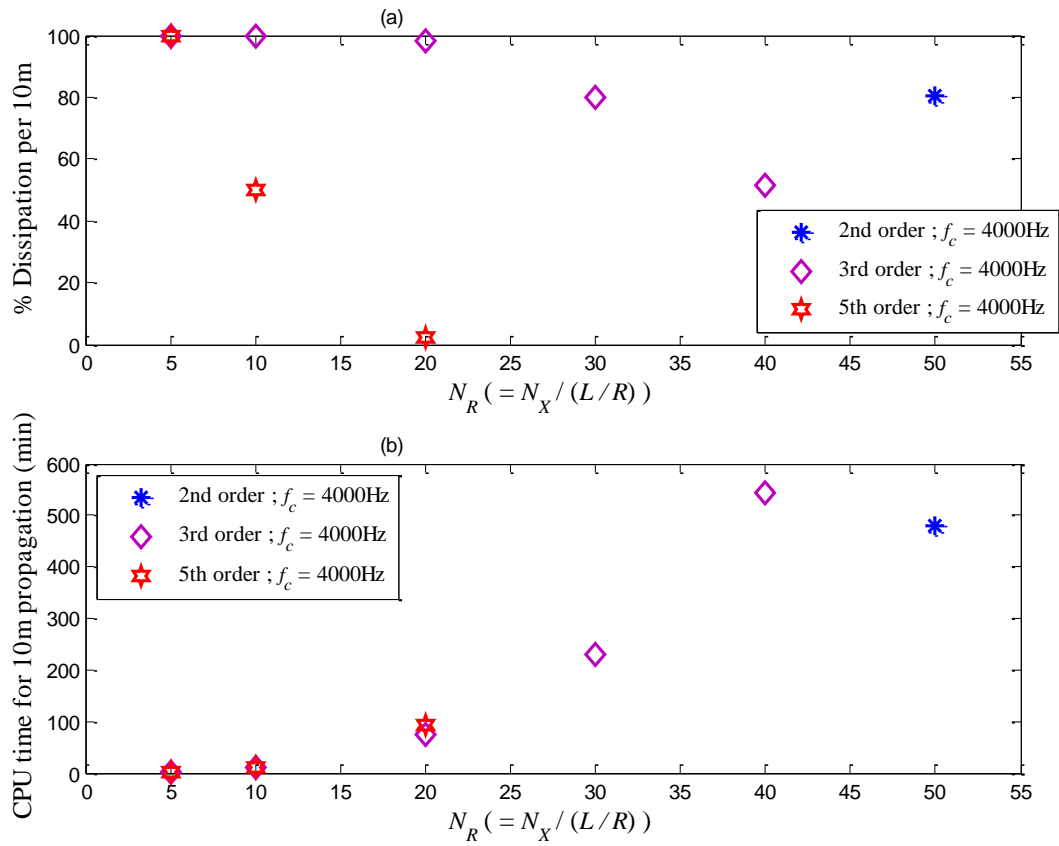 (a)
% Dissipation per 10m
100
80
60
40
20
0
2nd order ; f_c = 4000Hz
3rd order ; f_c = 4000Hz
5th order ; f_c = 4000Hz
0 5 10 15 20 25 30 35 40 45 50 55
N_R ( = N_X / (L/R) )
(b)
CPU time for 10m propagation (min)
600
500
400
300
200
100
0
2nd order ; f_c = 4000Hz
3rd order ; f_c = 4000Hz
5th order ; f_c = 4000Hz
0 5 10 15 20 25 30 35 40 45 50 55
N_R ( = N_X / (L/R) )